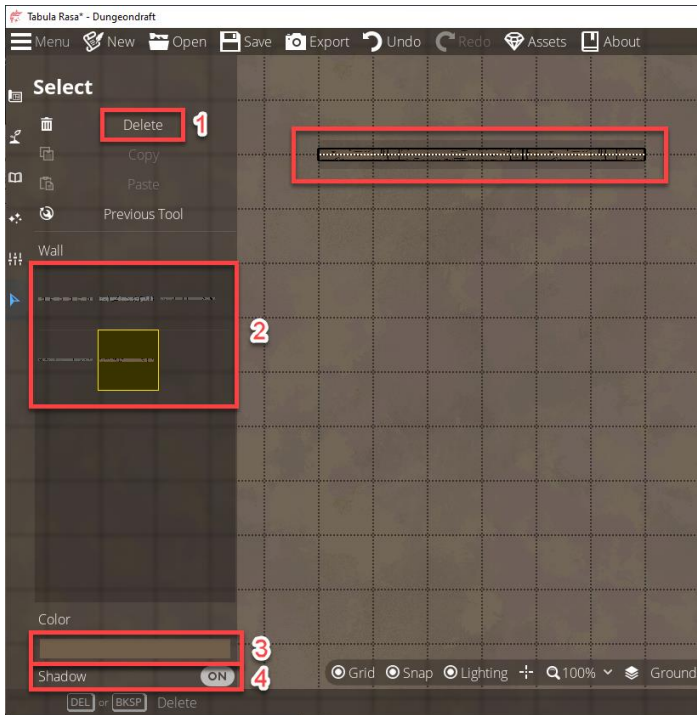 Tabula Rasa* - Dungeondraft
Menu New Open Save Export Undo Redo Assets About
Select
Delete 1
Copy
Paste
Previous Tool
Wall
2
Color
3
Shadow ON 4
Grid Snap Lighting 100% Ground
DEL or BKSP Delete